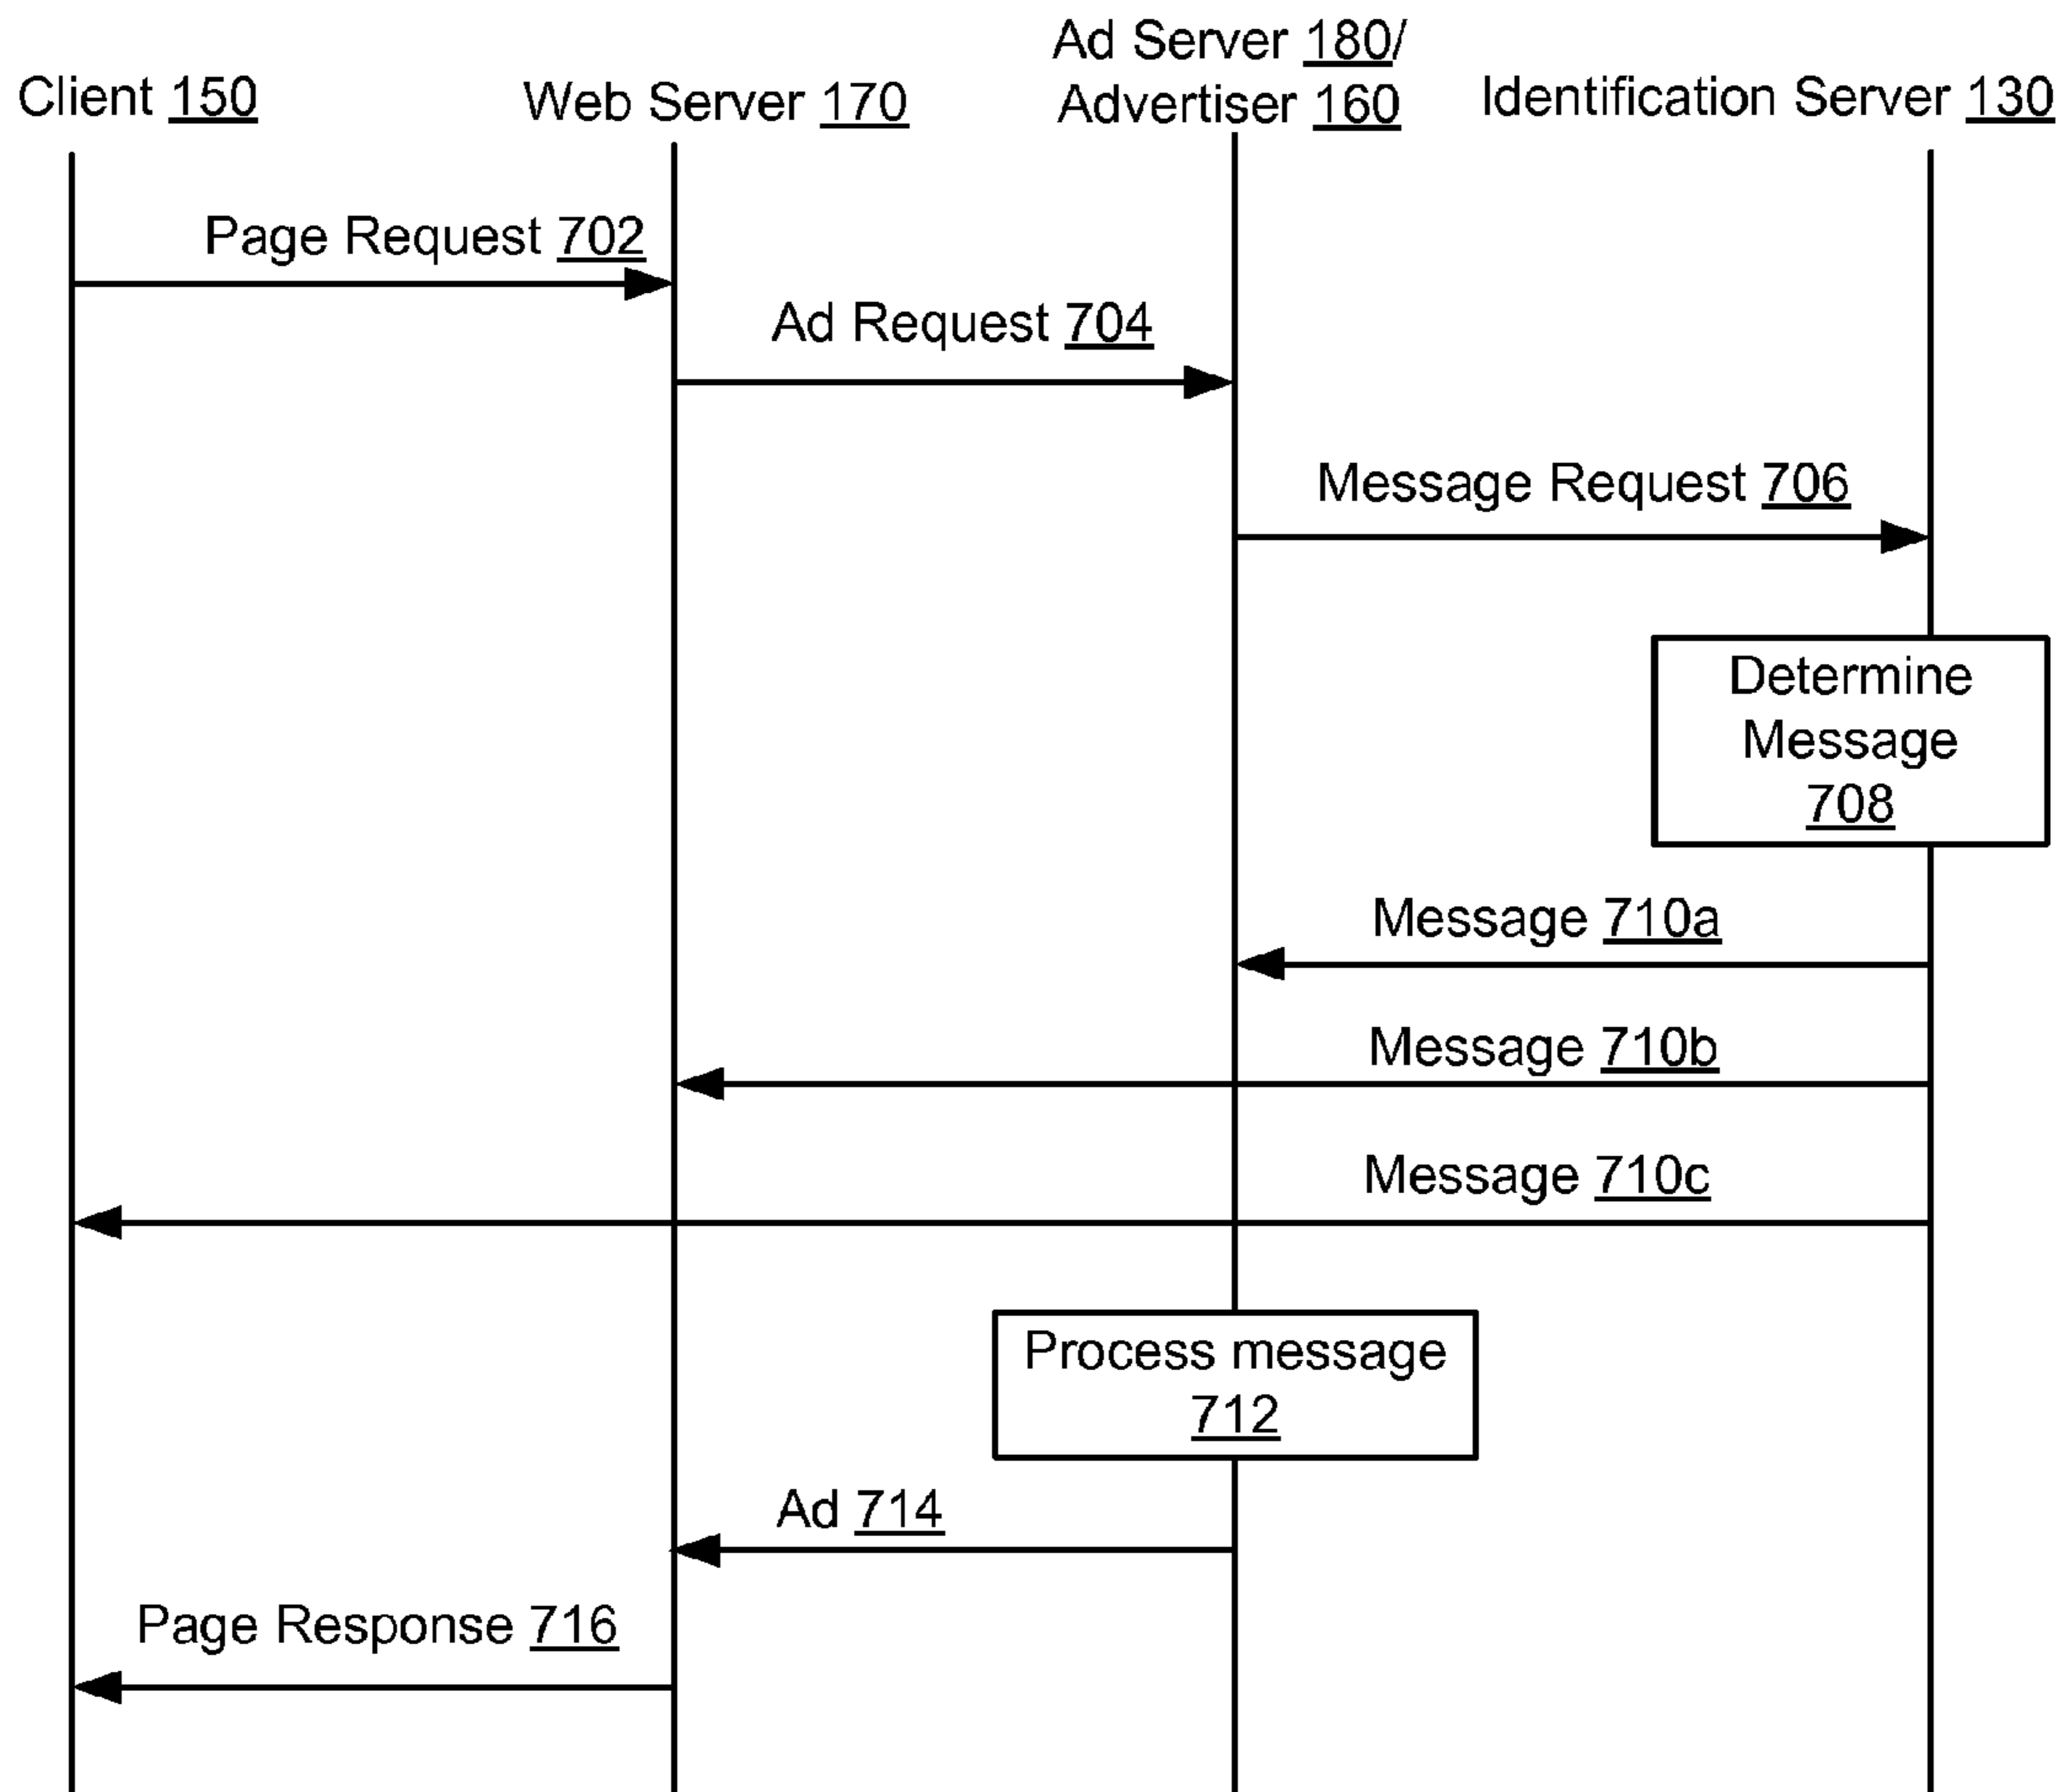 Client 150
Web Server 170
Ad Server 180/
Advertiser 160
Identification Server 130
Page Request 702
Ad Request 704
Message Request 706
Determine
Message
708
Message 710a
Message 710b
Message 710c
Process message
712
Ad 714
Page Response 716